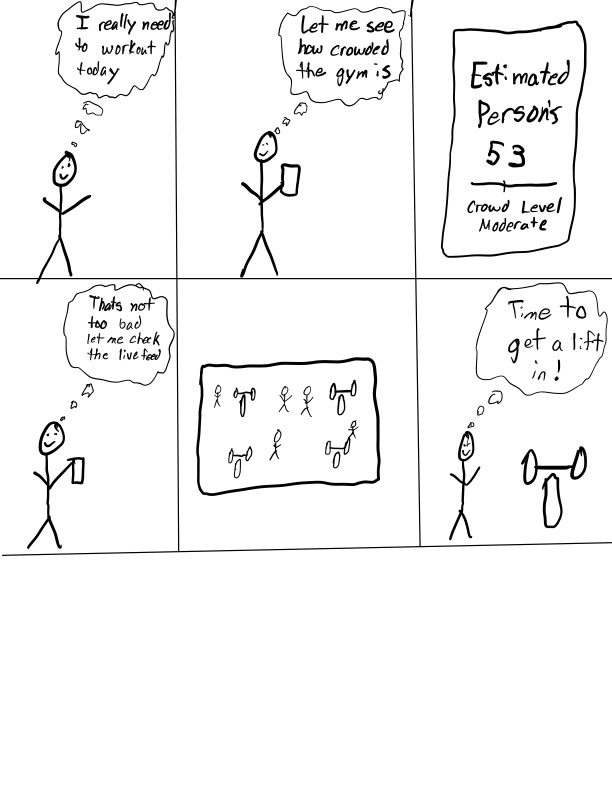 I really need
to workout
today
Let me see
how crowded
the gym is
Estimated
Person's
53
Crowd Level
Moderate
Thats not
too bad
let me check
the live feed
Time to
get a lift
in!